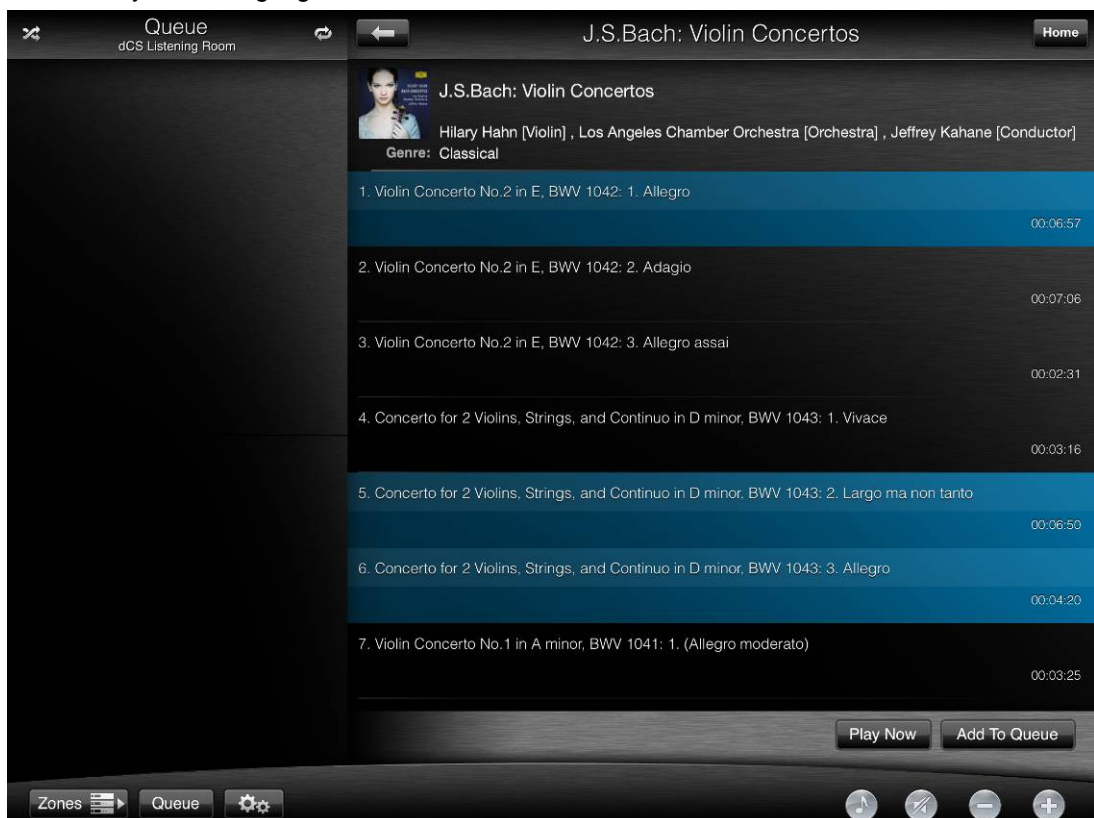 Queue
dCS Listening Room
J.S.Bach: Violin Concertos
Home
J.S.Bach: Violin Concertos
Hilary Hahn [Violin] , Los Angeles Chamber Orchestra [Orchestra] , Jeffrey Kahane [Conductor]
Genre: Classical
1. Violin Concerto No.2 in E, BWV 1042: 1. Allegro
00:06:57
2. Violin Concerto No.2 in E, BWV 1042: 2. Adagio
00:07:06
3. Violin Concerto No.2 in E, BWV 1042: 3. Allegro assai
00:02:31
4. Concerto for 2 Violins, Strings, and Continuo in D minor, BWV 1043: 1. Vivace
00:03:16
5. Concerto for 2 Violins, Strings, and Continuo in D minor, BWV 1043: 2. Largo ma non tanto
00:06:50
6. Concerto for 2 Violins, Strings, and Continuo in D minor, BWV 1043: 3. Allegro
00:04:20
7. Violin Concerto No.1 in A minor, BWV 1041: 1. (Allegro moderato)
00:03:25
Play Now Add To Queue
Zones Queue